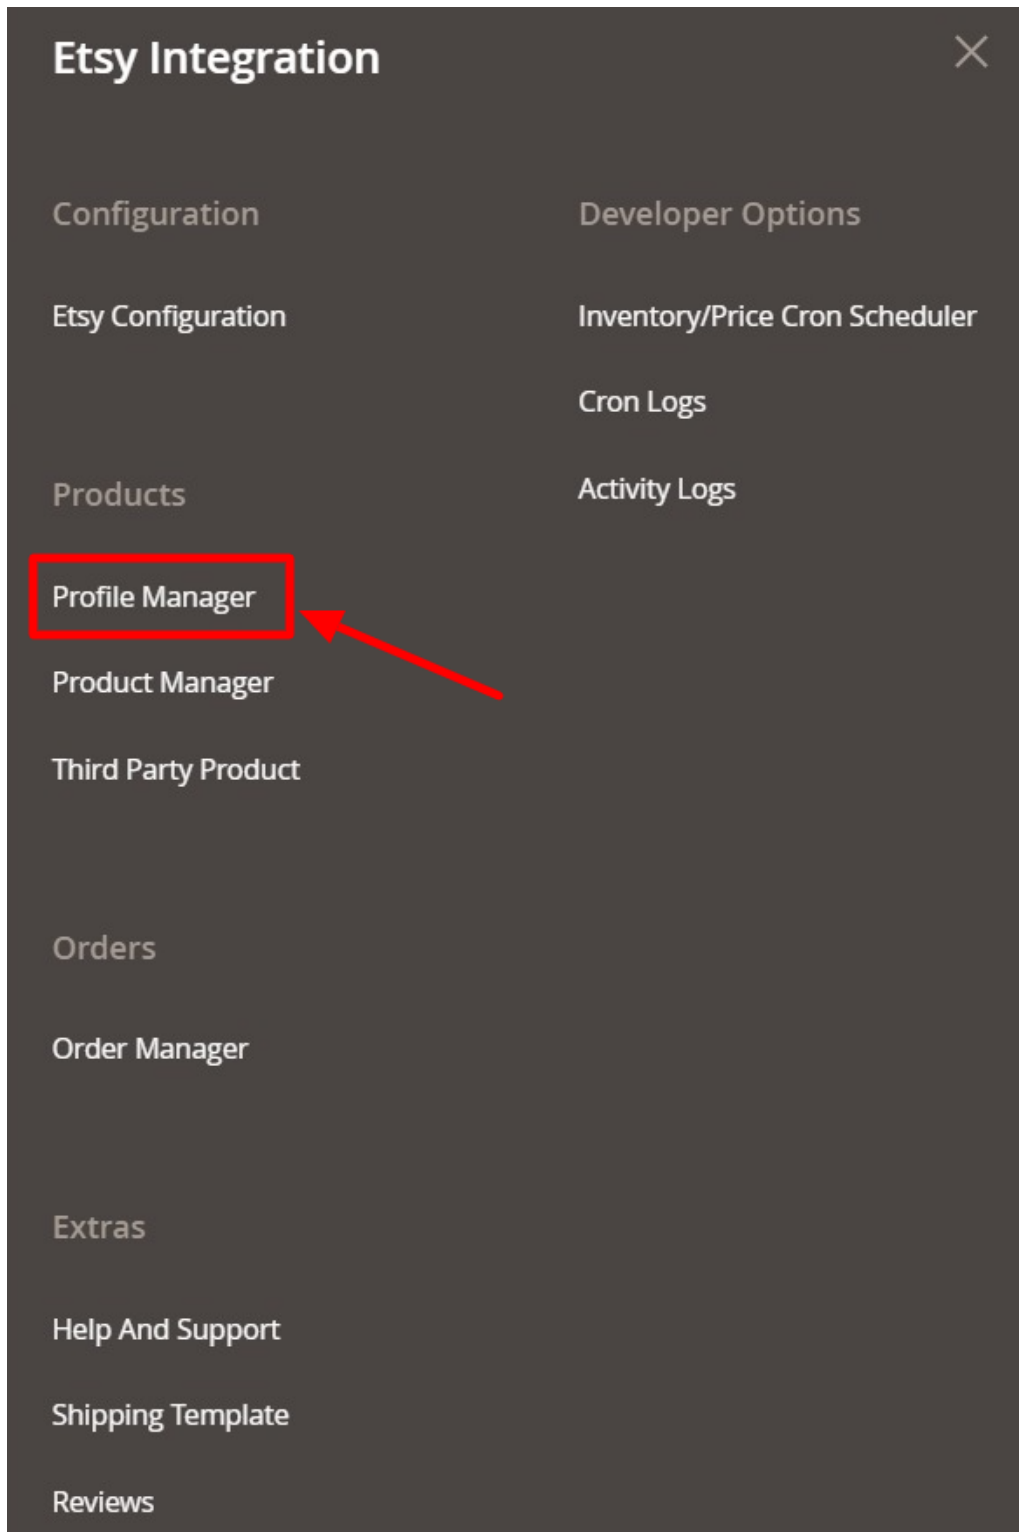 Etsy Integration
Configuration
Etsy Configuration
Products
Profile Manager
Product Manager
Third Party Product
Orders
Order Manager
Extras
Help And Support
Shipping Template
Reviews
Developer Options
Inventory/Price Cron Scheduler
Cron Logs
Activity Logs